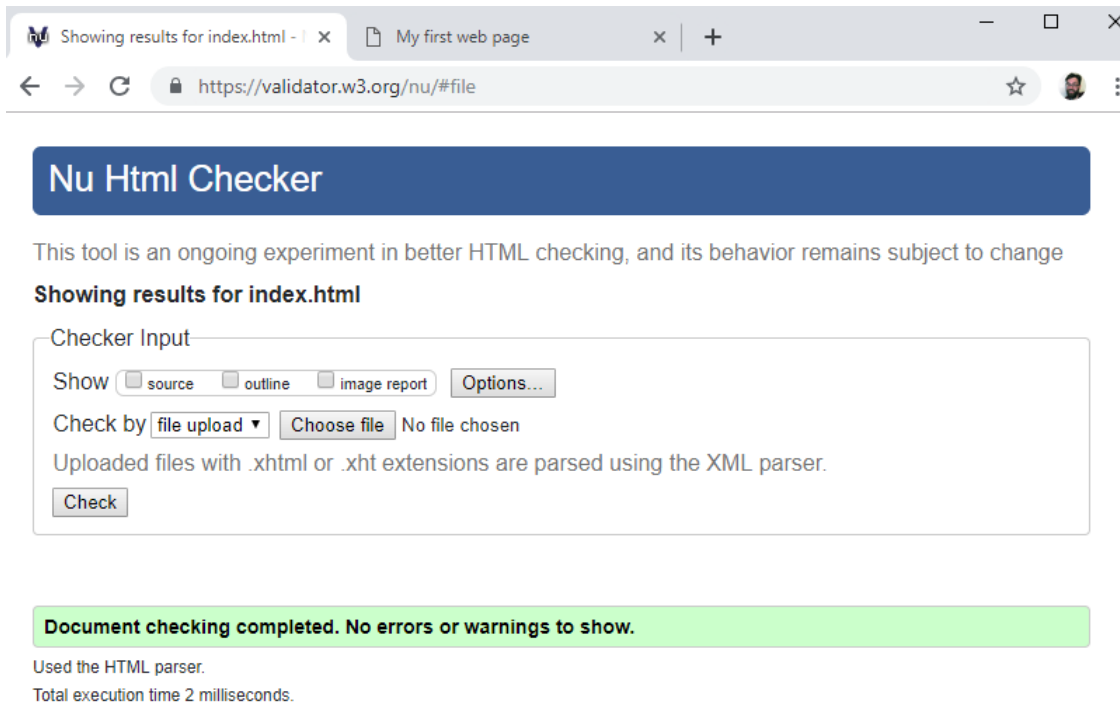 Showing results for index.html -
My first web page
https://validator.w3.org/nu/#file
Nu Html Checker
This tool is an ongoing experiment in better HTML checking, and its behavior remains subject to change
Showing results for index.html
Checker Input
Show source outline image report Options...
Check by file upload Choose file No file chosen
Uploaded files with .xhtml or .xht extensions are parsed using the XML parser.
Check
Document checking completed. No errors or warnings to show.
Used the HTML parser.
Total execution time 2 milliseconds.